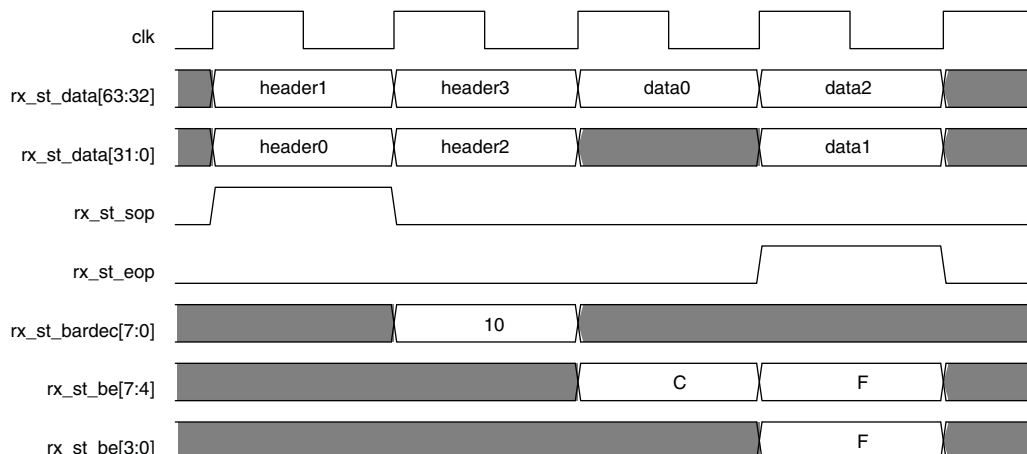 clk
rx_st_data[63:32] header1 header3 data0 data2
rx_st_data[31:0] header0 header2 data1
rx_st_sop
rx_st_eop
rx_st_bardec[7:0] 10
rx_st_be[7:4] C F
rx_st_be[3:0] F